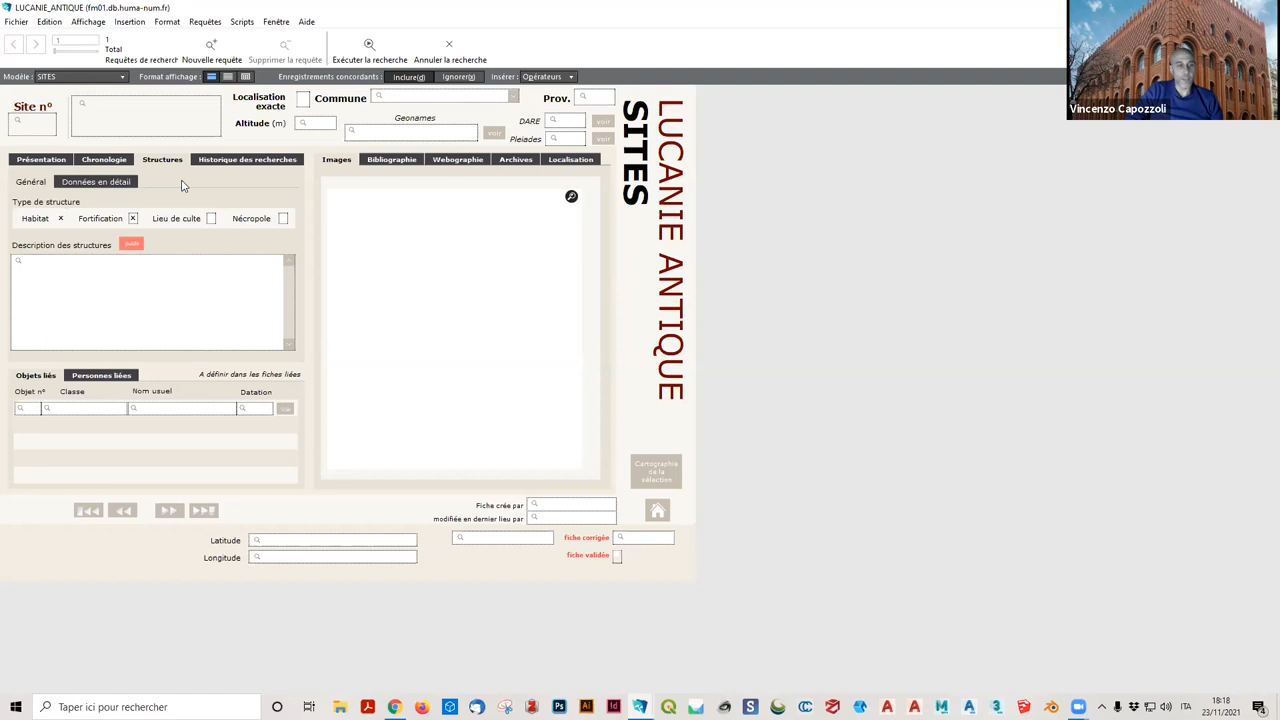 LUCANIE_ANTIQUE (fm01.db.huma-num.fr)
Fichier Edition Affichage Insertion Format Requêtes Scripts Fenêtre Aide
1 1
Total
Requêtes de recherch Nouvelle requête Supprimer la requête Exécuter la recherche Annuler la recherche
Modèle : SITES Format affichage : Enregistrements concordants : Inclure(d) Ignorer(g) Insérer : Opérateurs
Site n° Localisation exacte Commune Prov.
Altitude (m) Geonames voir DARE voir
Pleiades voir
Présentation Chronologie Structures Historique des recherches Images Bibliographie Webographie Archives Localisation
Général Données en détail
Type de structure
Habitat × Fortification × Lieu de culte Nécropole
Description des structures guide
Objets liés Personnes liées A définir dans les fiches liées
Objet n° Classe Nom usuel Datation
LUCANIE ANTIQUE
SITES
Cartographie
de la
sélection
Fiche crée par
modifiée en dernier lieu par
Latitude fiche corrigée
Longitude fiche validée
Vincenzo Capozzoli
Taper ici pour rechercher
ITA
18:18
23/11/2021
4